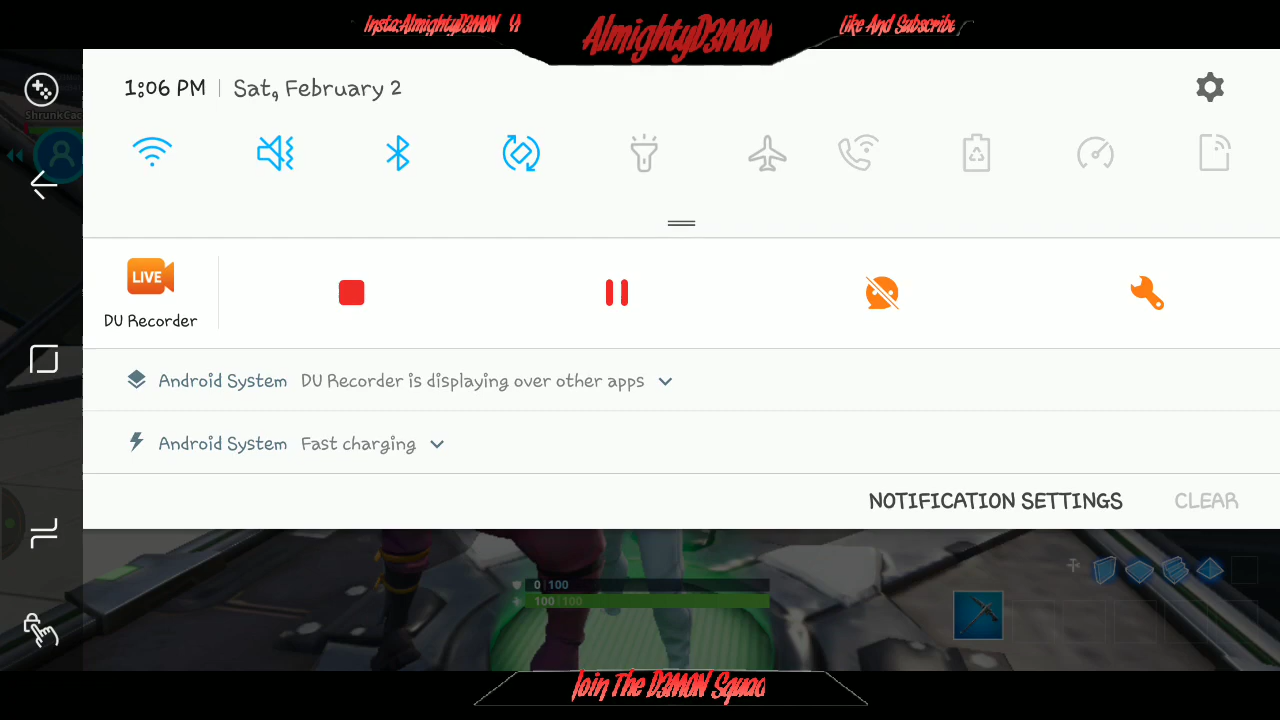 Insta:AlmightyD3MON
AlmightyD3MON
Like And Subscribe
1:06 PM
Sat, February 2
ShrunkCac
LIVE
DU Recorder
Android System DU Recorder is displaying over other apps
Android System Fast charging
NOTIFICATION SETTINGS CLEAR
0|100
100|100
Join The D3MON Squad